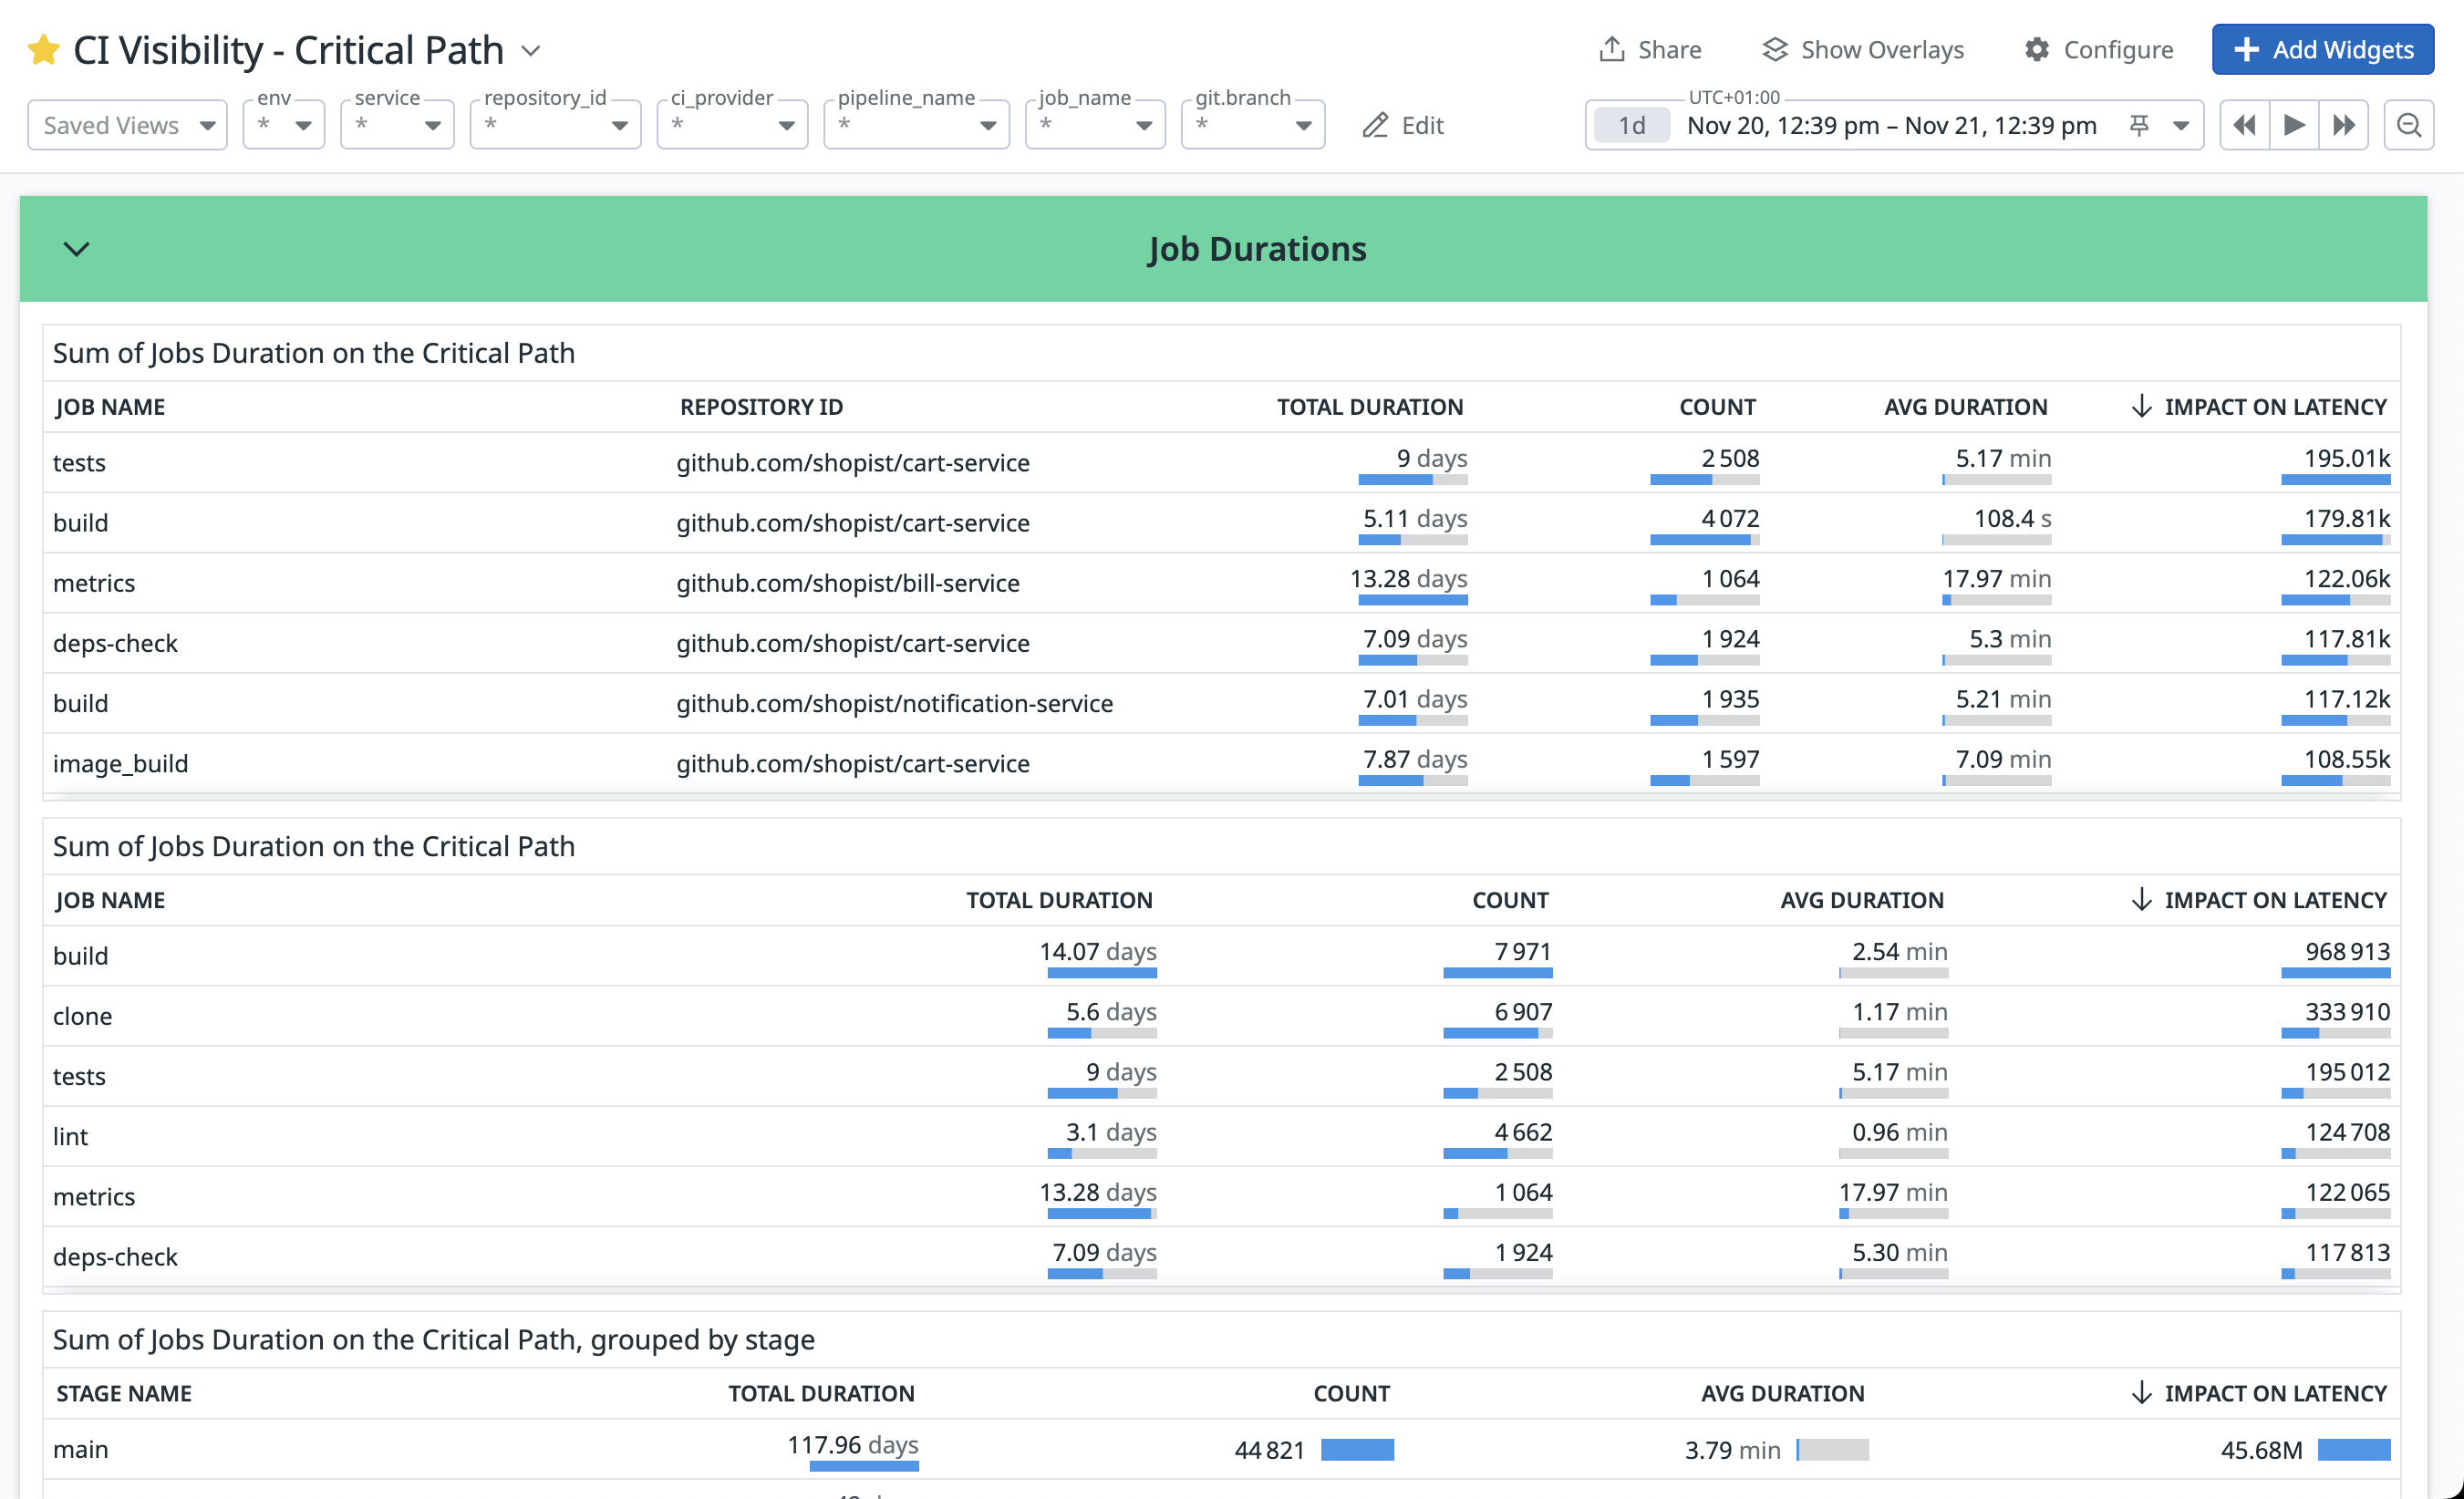 CI Visibility - Critical Path
Share
Show Overlays
Configure
Add Widgets
Saved Views
env
*
service
*
repository_id
*
ci_provider
*
pipeline_name
*
job_name
*
git.branch
*
Edit
UTC+01:00
1d Nov 20, 12:39 pm – Nov 21, 12:39 pm
Job Durations
Sum of Jobs Duration on the Critical Path
JOB NAME REPOSITORY ID TOTAL DURATION COUNT AVG DURATION IMPACT ON LATENCY
tests github.com/shopist/cart-service 9 days 2 508 5.17 min 195.01k
build github.com/shopist/cart-service 5.11 days 4 072 108.4 s 179.81k
metrics github.com/shopist/bill-service 13.28 days 1 064 17.97 min 122.06k
deps-check github.com/shopist/cart-service 7.09 days 1 924 5.3 min 117.81k
build github.com/shopist/notification-service 7.01 days 1 935 5.21 min 117.12k
image_build github.com/shopist/cart-service 7.87 days 1 597 7.09 min 108.55k
Sum of Jobs Duration on the Critical Path
JOB NAME TOTAL DURATION COUNT AVG DURATION IMPACT ON LATENCY
build 14.07 days 7 971 2.54 min 968 913
clone 5.6 days 6 907 1.17 min 333 910
tests 9 days 2 508 5.17 min 195 012
lint 3.1 days 4 662 0.96 min 124 708
metrics 13.28 days 1 064 17.97 min 122 065
deps-check 7.09 days 1 924 5.30 min 117 813
Sum of Jobs Duration on the Critical Path, grouped by stage
STAGE NAME TOTAL DURATION COUNT AVG DURATION IMPACT ON LATENCY
main 117.96 days 44 821 3.79 min 45.68M